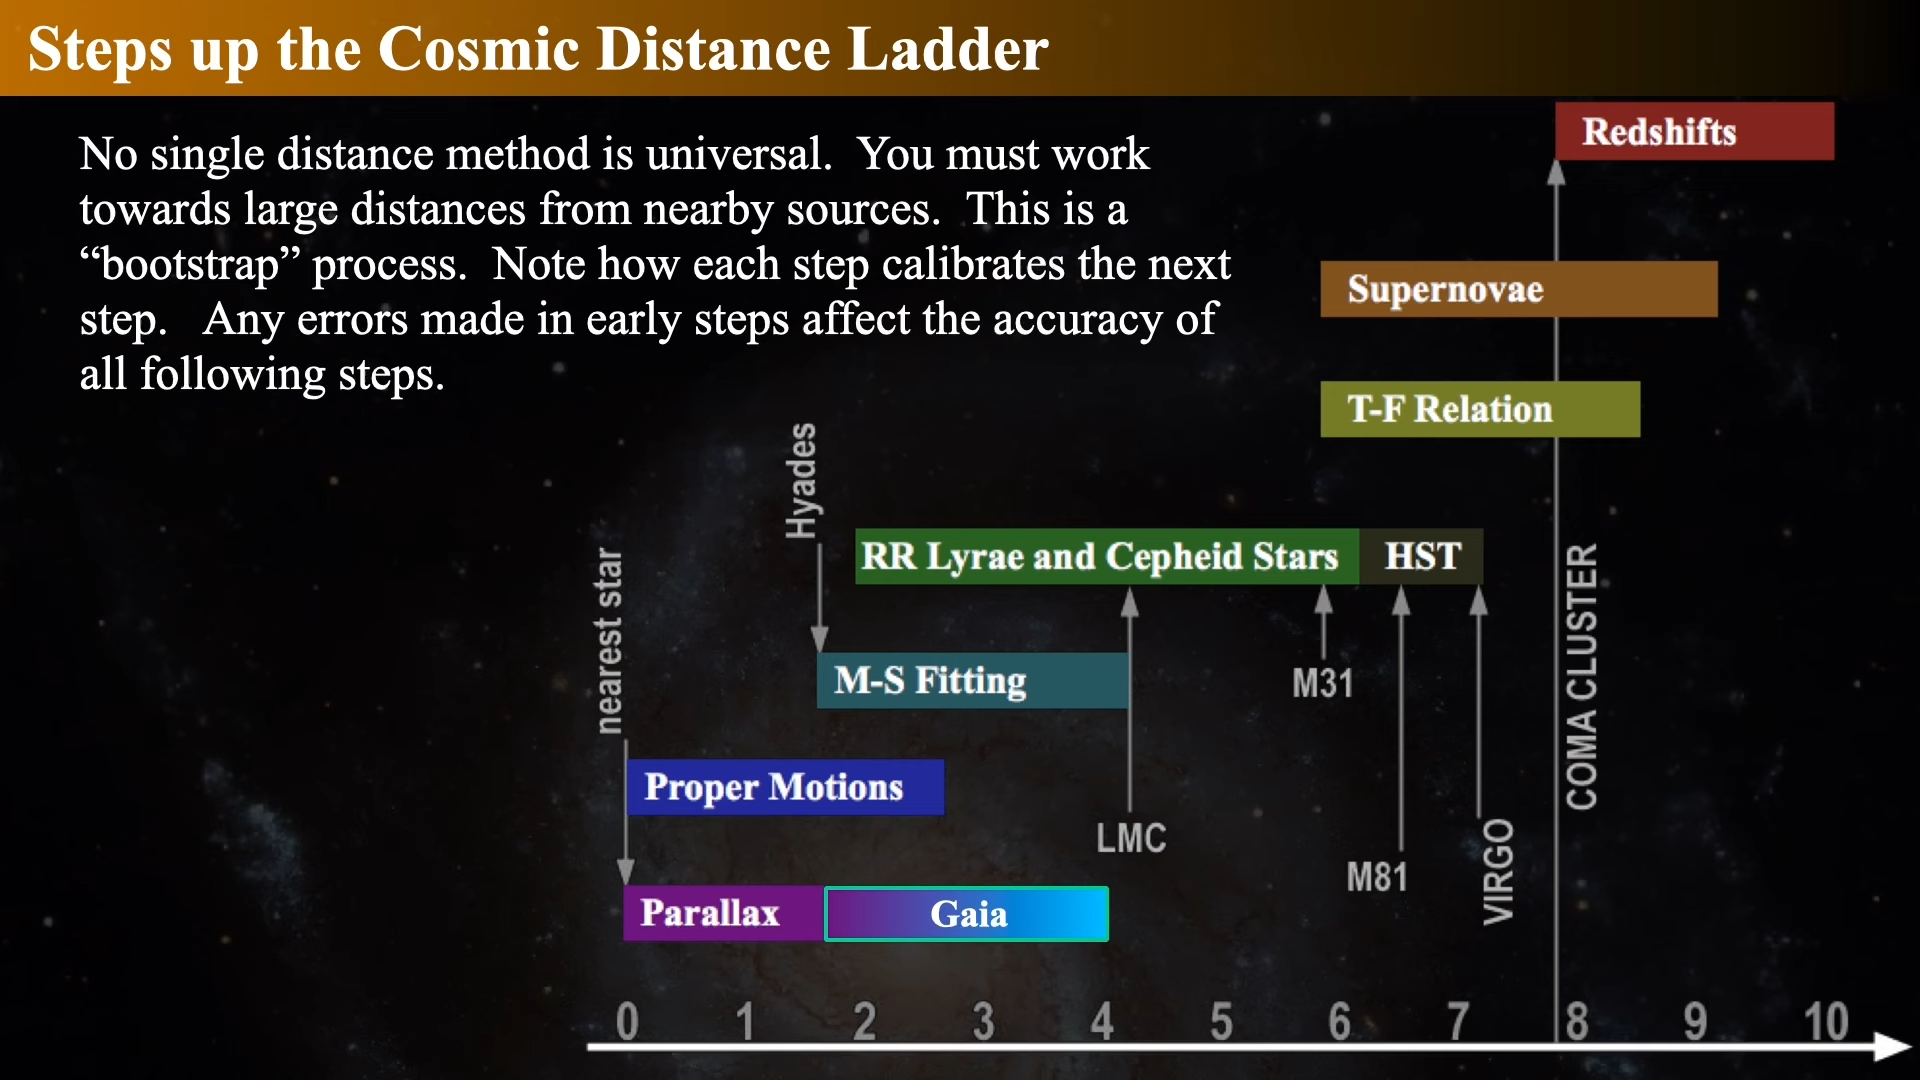 Steps up the Cosmic Distance Ladder
No single distance method is universal.  You must work
towards large distances from nearby sources.  This is a
“bootstrap” process.  Note how each step calibrates the next
step.   Any errors made in early steps affect the accuracy of
all following steps.
Redshifts
Supernovae
T-F Relation
Hyades
RR Lyrae and Cepheid Stars
HST
nearest star
COMA CLUSTER
M-S Fitting
M31
Proper Motions
LMC
M81
VIRGO
Parallax
Gaia
0 1 2 3 4 5 6 7 8 9 10